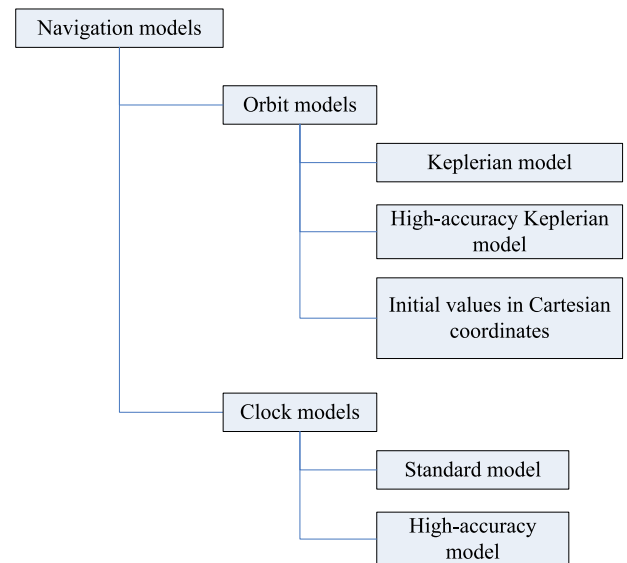 Navigation models
Orbit models
Keplerian model
High-accuracy Keplerian
model
Initial values in Cartesian
coordinates
Clock models
Standard model
High-accuracy
model